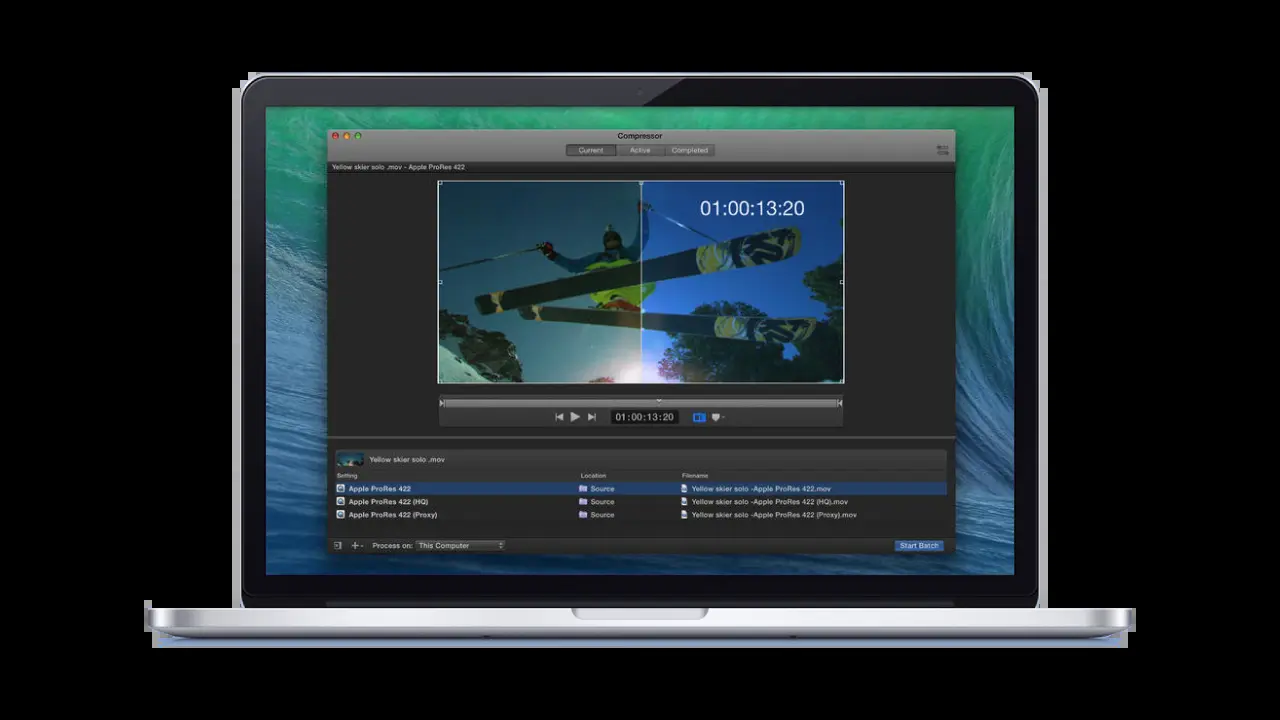 Compressor
Current Active Completed
Yellow skier solo .mov - Apple ProRes 422
01:00:13:20
01:00:13:20
Yellow skier solo .mov
Setting Location Filename
Apple ProRes 422 Source Yellow skier solo -Apple ProRes 422.mov
Apple ProRes 422 (HQ) Source Yellow skier solo -Apple ProRes 422 (HQ).mov
Apple ProRes 422 (Proxy) Source Yellow skier solo -Apple ProRes 422 (Proxy).mov
Process on: This Computer Start Batch